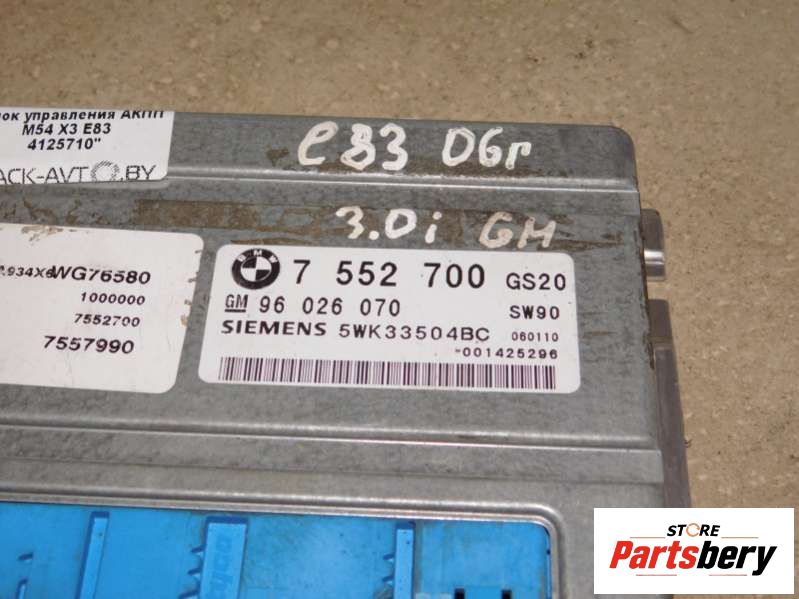 управления АКПП
M54 X3 E83
4125710"
ACK-AVTO.BY
e83 06г
3.0i GM
WG76580
1000000
7552700
7557990
BMW
7 552 700 GS20
GM 96 026 070 SW90
SIEMENS 5WK33504BC 060110
001425296
STORE
Partsbery